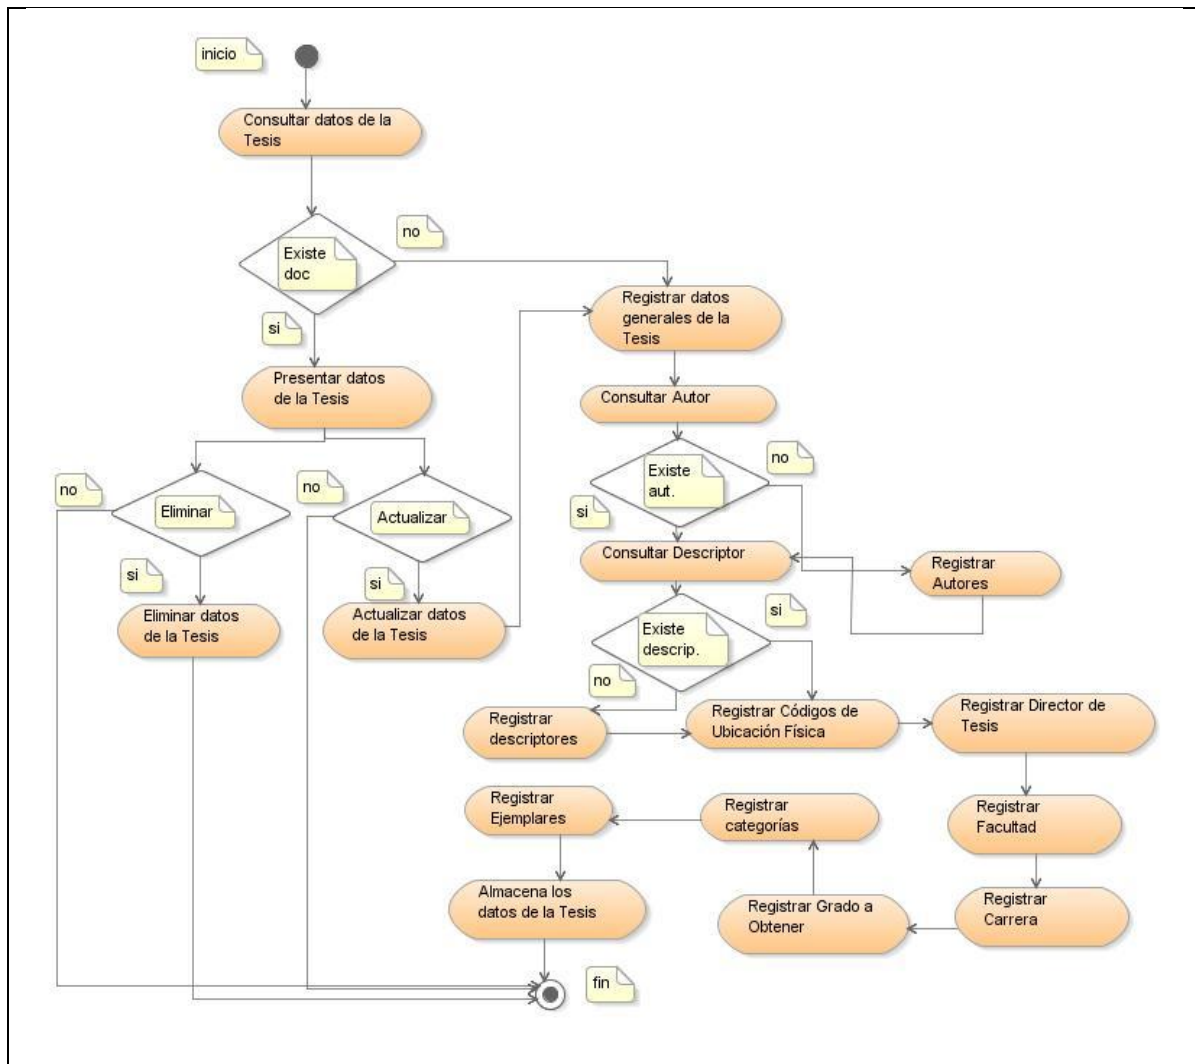 inicio
Consultar datos de la
Tesis
no
Existe
doc
si
Registrar datos
generales de la
Tesis
Presentar datos
de la Tesis
Consultar Autor
no
Eliminar
no
Actualizar
Existe
aut.
no
si
Consultar Descriptor
Registrar
Autores
si
Eliminar datos
de la Tesis
si
Actualizar datos
de la Tesis
Existe
descrip.
si
no
Registrar
descriptores
Registrar Códigos de
Ubicación Física
Registrar Director de
Tesis
Registrar
Ejemplares
Registrar
categorías
Registrar
Facultad
Almacena los
datos de la Tesis
Registrar Grado a
Obtener
Registrar
Carrera
fin